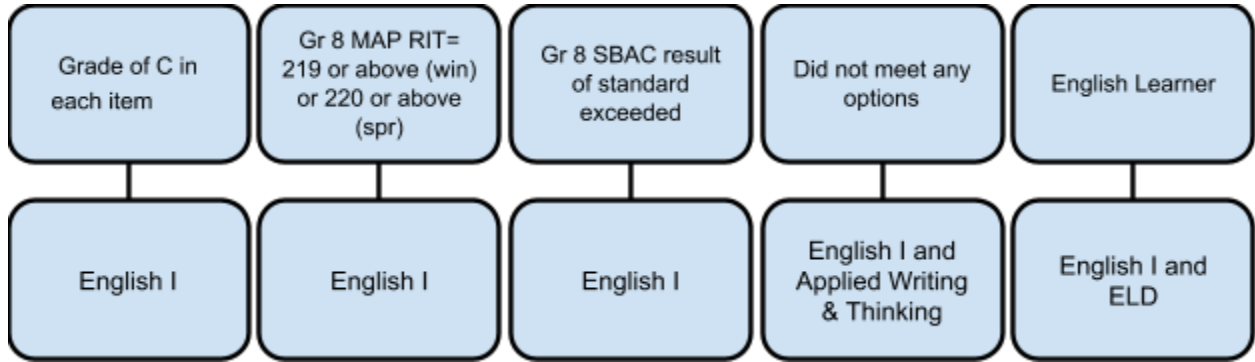 Grade of C in
each item
Gr 8 MAP RIT=
219 or above (win)
or 220 or above
(spr)
Gr 8 SBAC result
of standard
exceeded
Did not meet any
options
English Learner
English I
English I
English I
English I and
Applied Writing
& Thinking
English I and
ELD